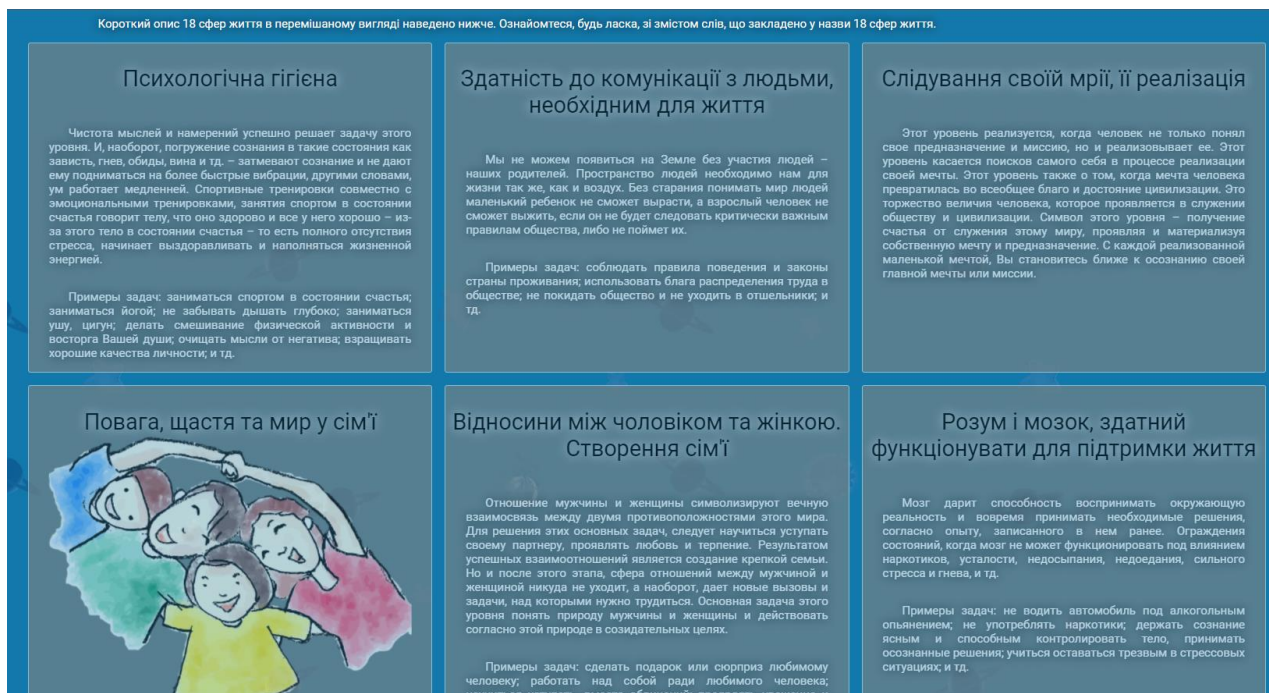 Короткий опис 18 сфер життя в перемішаному вигляді наведено нижче. Ознайомтеся, будь ласка, зі змістом слів, що закладено у назви 18 сфер життя.
Психологічна гігієна
Чистота мыслей и намерений успешно решает задачу этого
уровня. И, наоборот, погружение сознания в такие состояния как
зависть, гнев, обиды, вина и тд. – затмевают сознание и не дают
ему подниматься на более быстрые вибрации, другими словами,
ум работает медленней. Спортивные тренировки совместно с
эмоциональными тренировками, занятия спортом в состоянии
счастья говорит телу, что оно здорово и все у него хорошо – из-
за этого тело в состоянии счастья – то есть полного отсутствия
стресса, начинает выздоравливать и наполняться жизненной
энергией.
Примеры задач: заниматься спортом в состоянии счастья;
заниматься йогой; не забывать дышать глубоко; заниматься
ушу, цигун; делать смешивание физической активности и
восторга Вашей души; очищать мысли от негатива; взращивать
хорошие качества личности; и тд.
Здатність до комунікації з людьми,
необхідним для життя
Мы не можем появиться на Земле без участия людей –
наших родителей. Пространство людей необходимо нам для
жизни так же, как и воздух. Без старания понимать мир людей
маленький ребенок не сможет вырасти, а взрослый человек не
сможет выжить, если он не будет следовать критически важным
правилам общества, либо не поймет их.
Примеры задач: соблюдать правила поведения и законы
страны проживания; использовать блага распределения труда в
обществе; не покидать общество и не уходить в отшельники; и
тд.
Слідування своїй мрії, її реалізація
Этот уровень реализуется, когда человек не только понял
свое предназначение и миссию, но и реализовывает ее. Этот
уровень касается поисков самого себя в процессе реализации
своей мечты. Этот уровень также о том, когда мечта человека
превратилась во всеобщее благо и достояние цивилизации. Это
торжество величия человека, которое проявляется в служении
обществу и цивилизации. Символ этого уровня – получение
счастья от служения этому миру, проявляя и материализуя
собственную мечту и предназначение. С каждой реализованной
маленькой мечтой, Вы становитесь ближе к осознанию своей
главной мечты или миссии.
Повага, щастя та мир у сім'ї
Відносини між чоловіком та жінкою.
Створення сім'ї
Отношение мужчины и женщины символизируют вечную
взаимосвязь между двумя противоположностями этого мира.
Для решения этих основных задач, следует научиться уступать
своему партнеру, проявлять любовь и терпение. Результатом
успешных взаимоотношений является создание крепкой семьи.
Но и после этого этапа, сфера отношений между мужчиной и
женщиной никуда не уходит, а наоборот, дает новые вызовы и
задачи, над которыми нужно трудиться. Основная задача этого
уровня понять природу мужчины и женщины и действовать
согласно этой природе в созидательных целях.
Примеры задач: сделать подарок или сюрприз любимому
человеку; работать над собой ради любимого человека;
Розум і мозок, здатний
функціонувати для підтримки життя
Мозг дарит способность воспринимать окружающую
реальность и вовремя принимать необходимые решения,
согласно опыту, записанного в нем ранее. Ограждения
состояний, когда мозг не может функционировать под влиянием
наркотиков, усталости, недосыпания, недоедания, сильного
стресса и гнева, и тд.
Примеры задач: не водить автомобиль под алкогольным
опьянением; не употреблять наркотики; держать сознание
ясным и способным контролировать тело, принимать
осознанные решения; учиться оставаться трезвым в стрессовых
ситуациях; и тд.